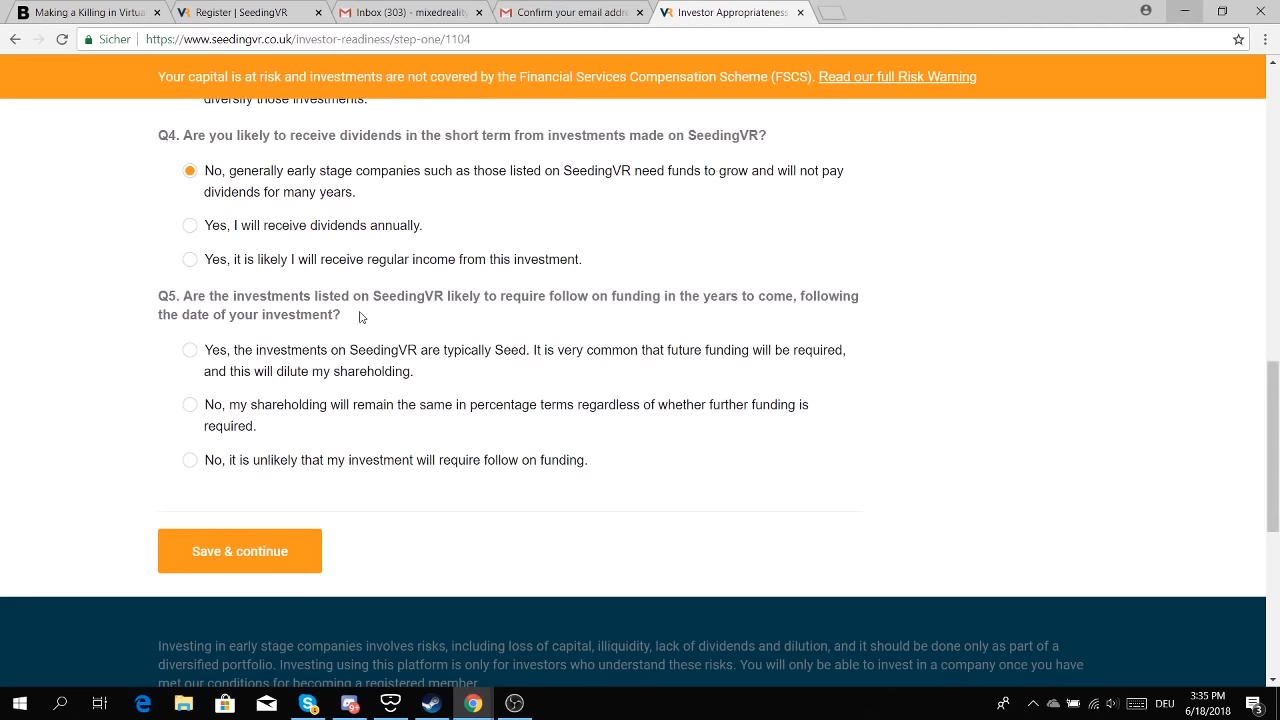 Making a Killing in Virtua
Register | SeedingVR
Inbox (303) - mixedreality
Confirm your email addre
Investor Appropriateness
Sicher
https://www.seedingvr.co.uk/investor-readiness/step-one/1104
Your capital is at risk and investments are not covered by the Financial Services Compensation Scheme (FSCS). Read our full Risk Warning
diversify those investments.
Q4. Are you likely to receive dividends in the short term from investments made on SeedingVR?
No, generally early stage companies such as those listed on SeedingVR need funds to grow and will not pay
dividends for many years.
Yes, I will receive dividends annually.
Yes, it is likely I will receive regular income from this investment.
Q5. Are the investments listed on SeedingVR likely to require follow on funding in the years to come, following
the date of your investment?
Yes, the investments on SeedingVR are typically Seed. It is very common that future funding will be required,
and this will dilute my shareholding.
No, my shareholding will remain the same in percentage terms regardless of whether further funding is
required.
No, it is unlikely that my investment will require follow on funding.
Save & continue
Investing in early stage companies involves risks, including loss of capital, illiquidity, lack of dividends and dilution, and it should be done only as part of a
diversified portfolio. Investing using this platform is only for investors who understand these risks. You will only be able to invest in a company once you have
met our conditions for becoming a registered member.
DEU
3:35 PM
6/18/2018